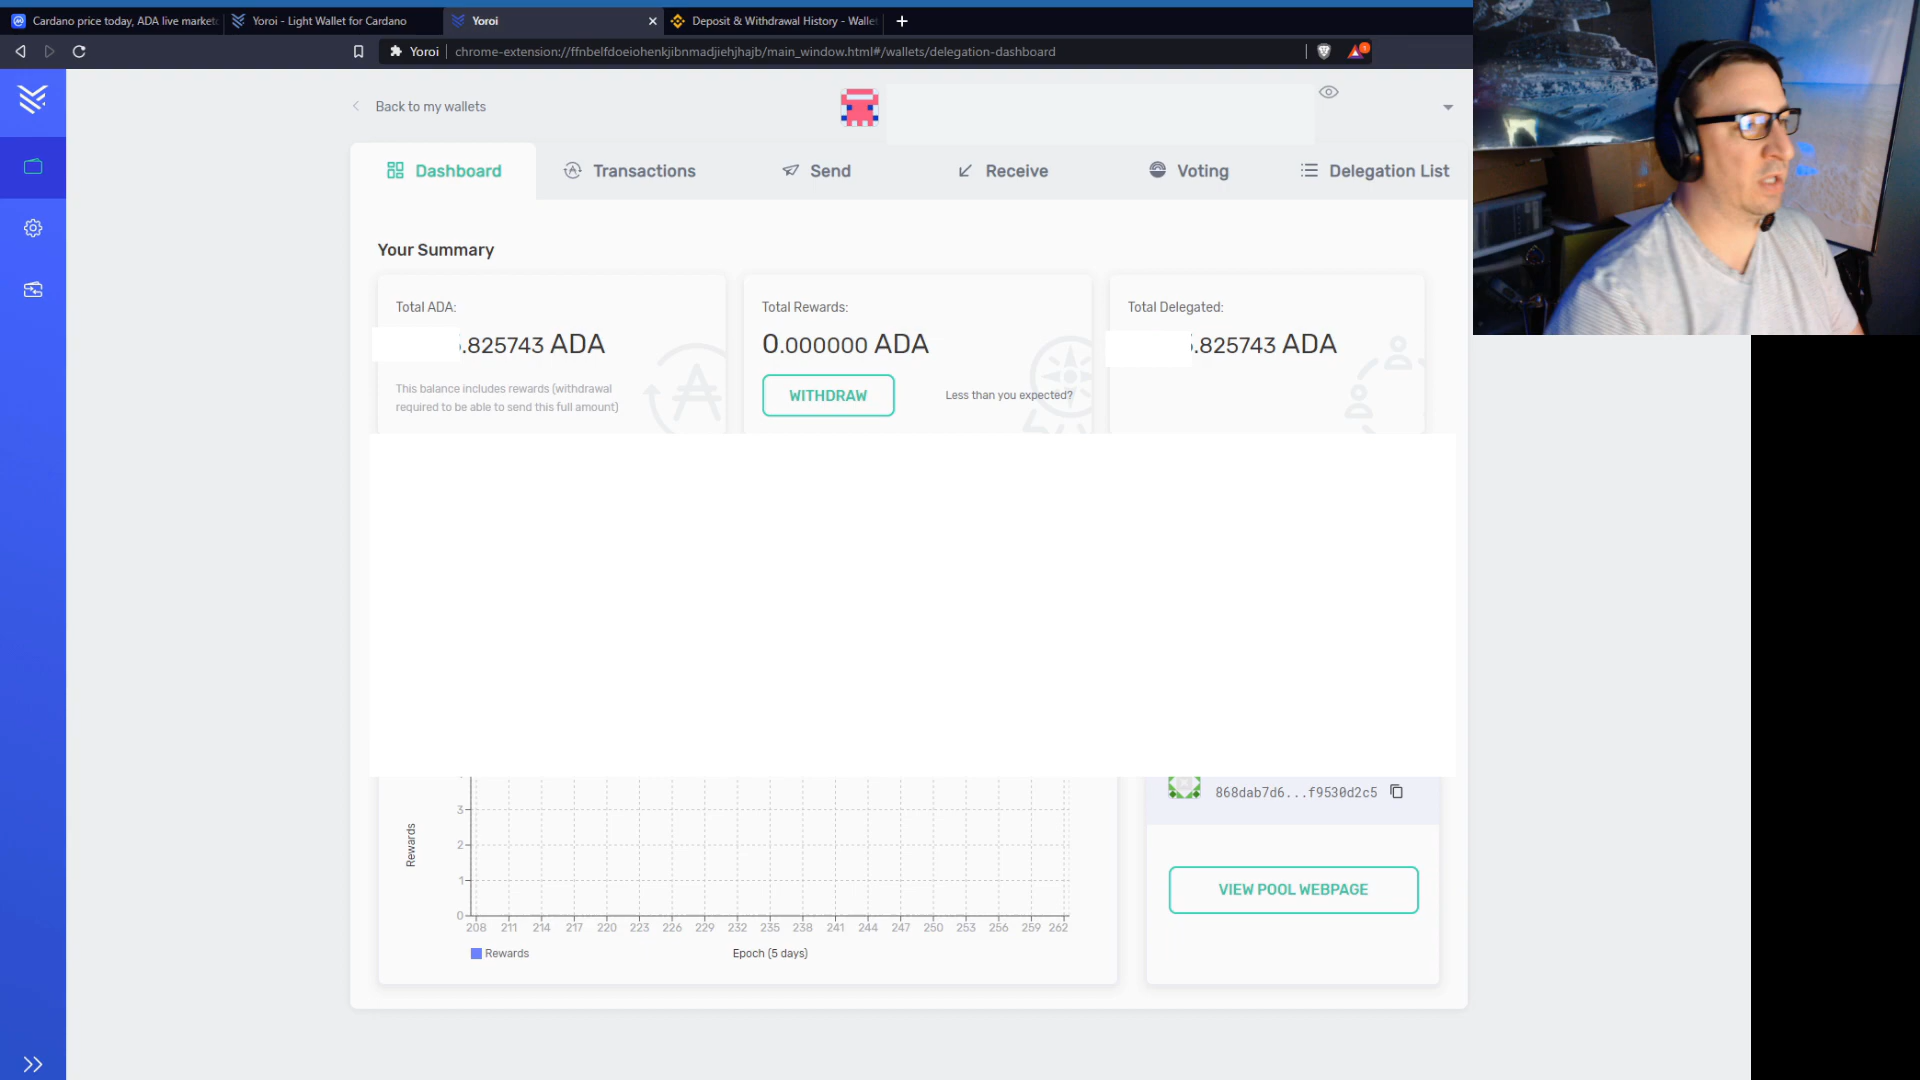 Cardano price today, ADA live market
Yoroi - Light Wallet for Cardano
Yoroi
Deposit & Withdrawal History - Wallet
Yoroi
chrome-extension://ffnbelfdoeiohenkjibnmadjiehjhajb/main_window.html#/wallets/delegation-dashboard
1
Back to my wallets
Dashboard
Transactions
Send
Receive
Voting
Delegation List
Your Summary
Total ADA:
.825743 ADA
This balance includes rewards (withdrawal
required to be able to send this full amount)
Total Rewards:
0.000000 ADA
WITHDRAW
Less than you expected?
Total Delegated:
.825743 ADA
868dab7d6...f9530d2c5
VIEW POOL WEBPAGE
Rewards
3
2
1
0
208 211 214 217 220 223 226 229 232 235 238 241 244 247 250 253 256 259 262
Rewards
Epoch (5 days)